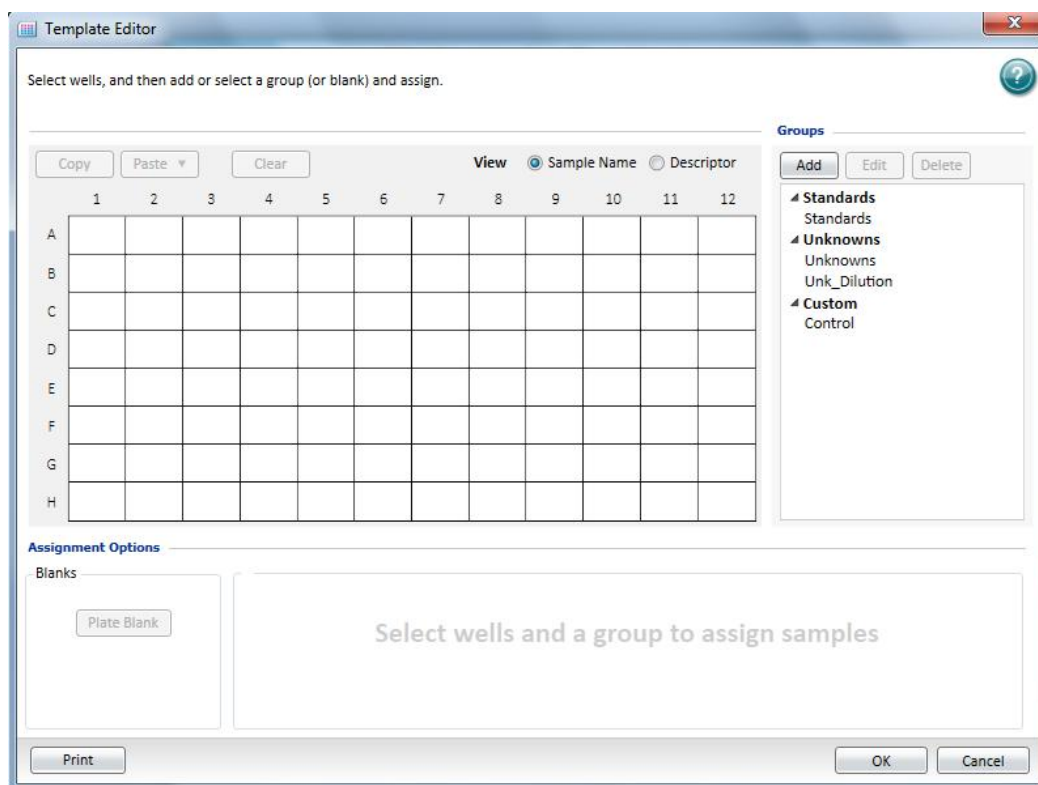 Template Editor
x
Select wells, and then add or select a group (or blank) and assign.
?
Groups
Copy Paste Clear View Sample Name Descriptor
Add Edit Delete
1 2 3 4 5 6 7 8 9 10 11 12
A
B
C
D
E
F
G
H
Standards
Standards
Unknowns
Unknowns
Unk_Dilution
Custom
Control
Assignment Options
Blanks
Plate Blank
Select wells and a group to assign samples
Print
OK Cancel